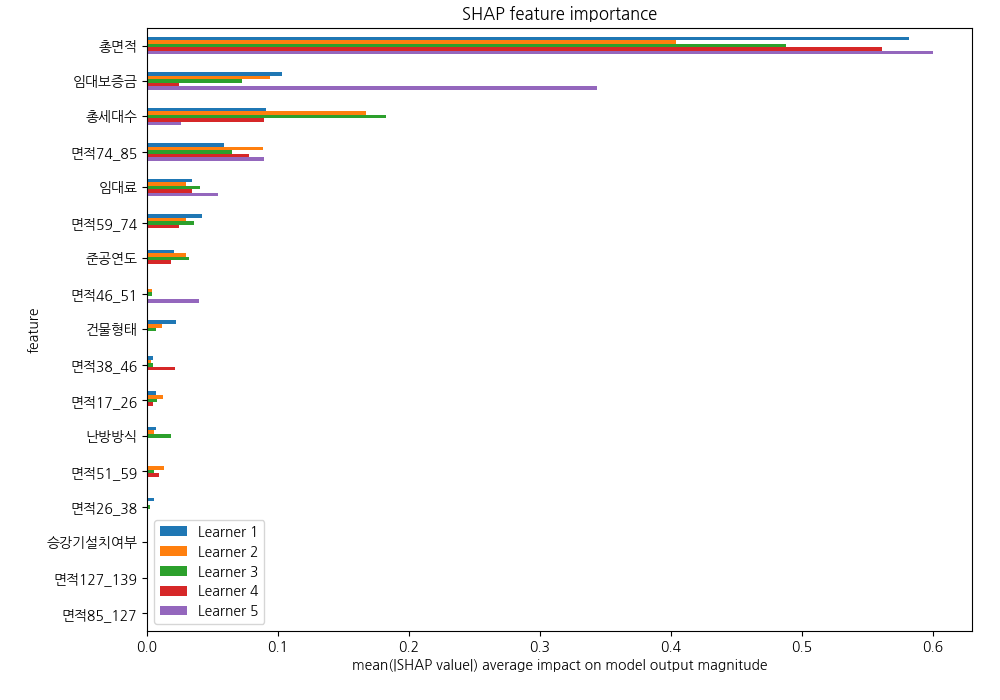 SHAP feature importance
총면적
임대보증금
총세대수
면적74_85
임대료
면적59_74
준공연도
면적46_51
건물형태
면적38_46
면적17_26
난방방식
면적51_59
면적26_38
승강기설치여부
면적127_139
면적85_127
feature
Learner 1
Learner 2
Learner 3
Learner 4
Learner 5
0.0 0.1 0.2 0.3 0.4 0.5 0.6
mean(|SHAP value|) average impact on model output magnitude